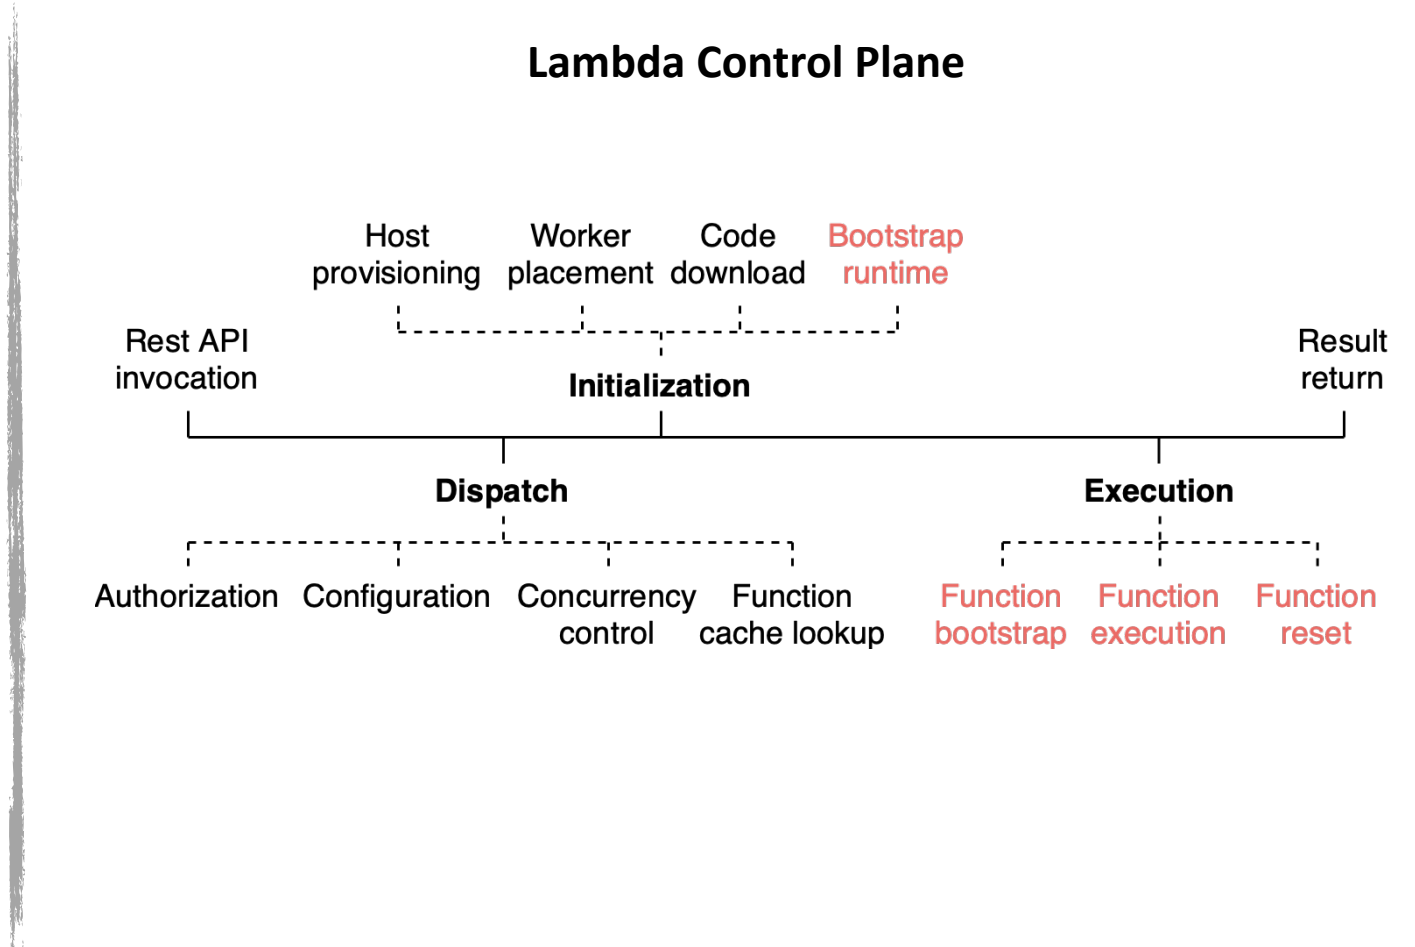 Lambda Control Plane
Host
provisioning
Worker
placement
Code
download
Bootstrap
runtime
Rest API
invocation
Initialization
Result
return
Dispatch
Execution
Authorization
Configuration
Concurrency
control
Function
cache lookup
Function
bootstrap
Function
execution
Function
reset